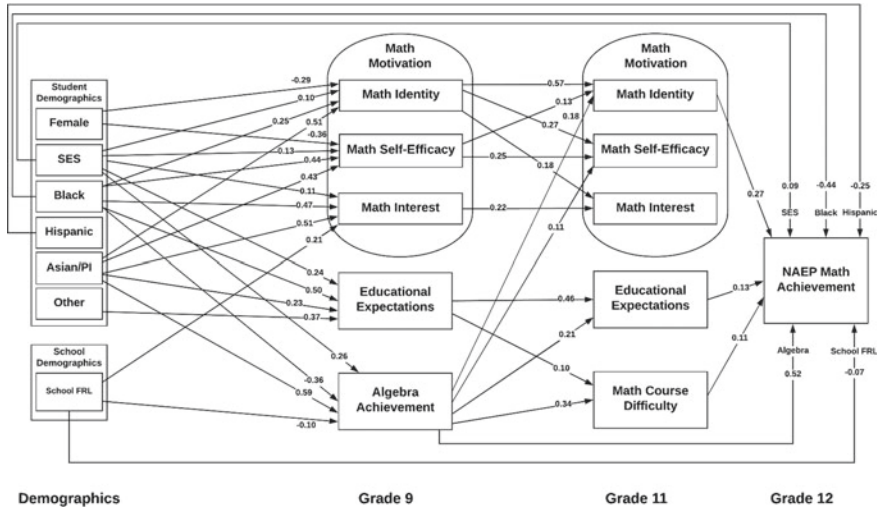 Math
Motivation
Math Identity
Math Self-Efficacy
Math Interest
Math
Motivation
Math Identity
Math Self-Efficacy
Math Interest
Student
Demographics
Female
SES
Black
Hispanic
Asian/PI
Other
School
Demographics
School FRL
Educational
Expectations
Algebra
Achievement
Educational
Expectations
Math Course
Difficulty
NAEP Math
Achievement
-0.29
0.10
0.25
0.51
-0.36
0.13
0.44
0.43
0.11
0.47
0.51
0.21
0.24
0.50
0.23
0.37
0.26
-0.36
0.59
-0.10
0.57
0.13
0.18
0.27
0.25
0.18
0.22
0.11
0.46
0.21
0.10
0.34
0.27
0.13
0.11
0.09
SES
-0.44
Black
-0.25
Hispanic
Algebra
0.52
School FRL
-0.07
Demographics
Grade 9
Grade 11
Grade 12